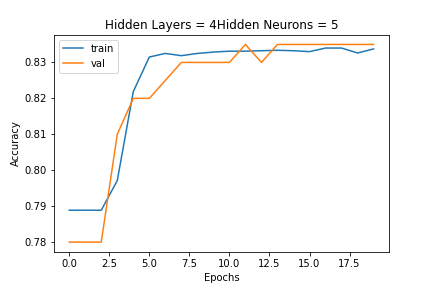 Hidden Layers = 4Hidden Neurons = 5
train
val
Accuracy
0.83
0.82
0.81
0.80
0.79
0.78
0.0 2.5 5.0 7.5 10.0 12.5 15.0 17.5
Epochs